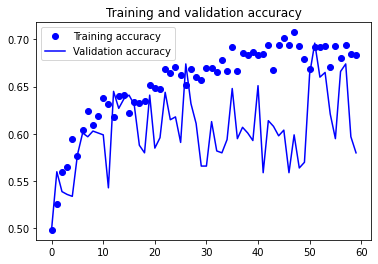 Training and validation accuracy
Training accuracy
Validation accuracy
0.70
0.65
0.60
0.55
0.50
0 10 20 30 40 50 60